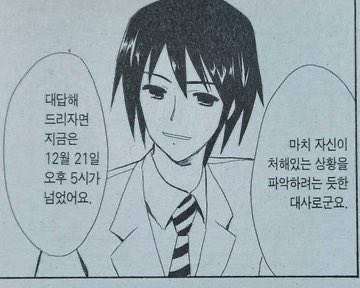 마치 자신이
처해있는 상황을
파악하려는 듯한
대사로군요.
대답해
드리자면
지금은
12월 21일
오후 5시가
넘었어요.